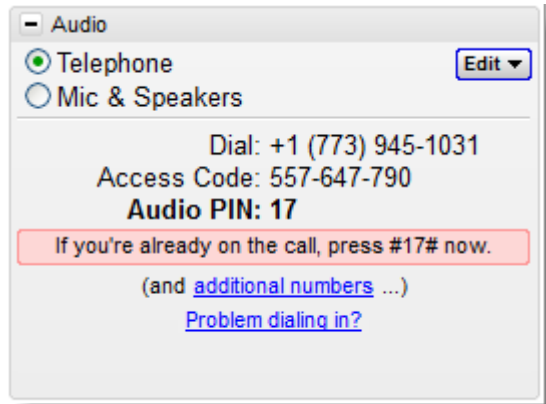 Audio
Telephone
Edit
Mic & Speakers
Dial: +1 (773) 945-1031
Access Code: 557-647-790
Audio PIN: 17
If you're already on the call, press #17# now.
(and additional numbers ...)
Problem dialing in?